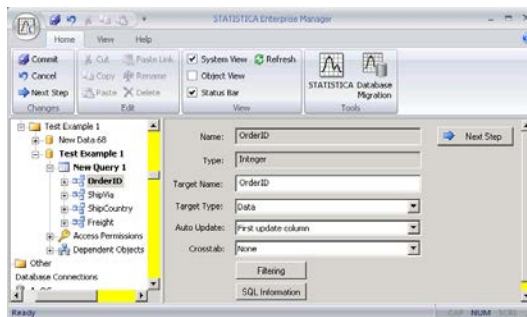 STATISTICA Enterprise Manager
Home View Help
Commit
Cancel
Next Step
Changes
Cut
Copy
Paste
Paste Link
Rename
Delete
Edit
System View
Refresh
Object View
Status Bar
View
STATISTICA
Database Migration
Tools
Test Example 1
New Data 68
Test Example 1
New Query 1
OrderID
ShipVia
ShipCountry
Freight
Access Permissions
Dependent Objects
Other
Database Connections
Name: OrderID
Type: Integer
Target Name: OrderID
Target Type: Data
Auto Update: First update column
Crosstab: None
Filtering
SQL Information
Next Step
Ready
CAP NUM SCRL